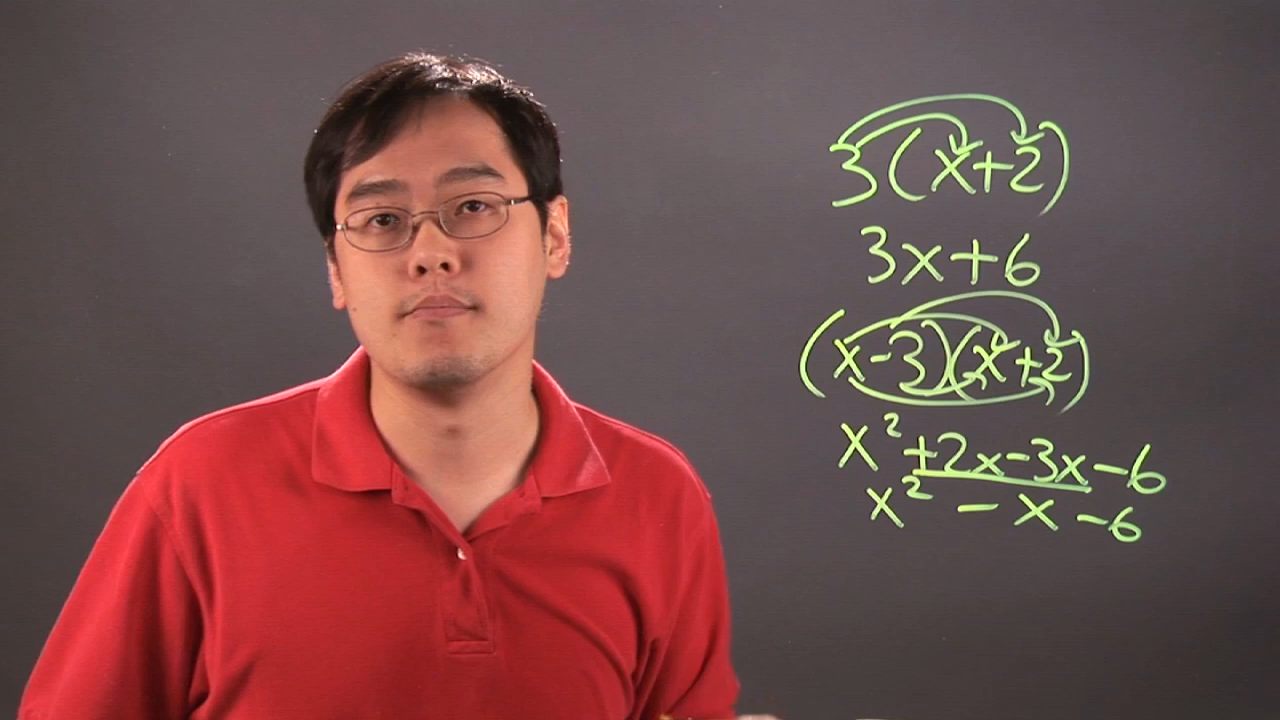 3(x+2)
3x+6
(x-3)(x+2)
x²+2x-3x-6
x² - x -6